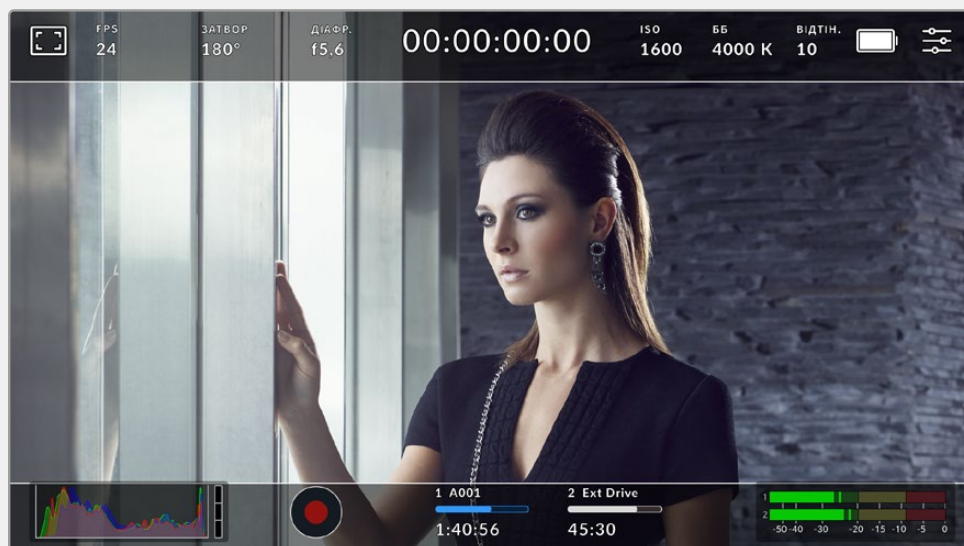 FPS
24
ЗАТВОР
180°
ДІАФР.
f5,6
00:00:00:00
ISO
1600
ББ
4000 K
ВІДТІН.
10
1 A001
1:40:56
2 Ext Drive
45:30
1
2
-50 -40 -30 -20 -15 -10 -5 0